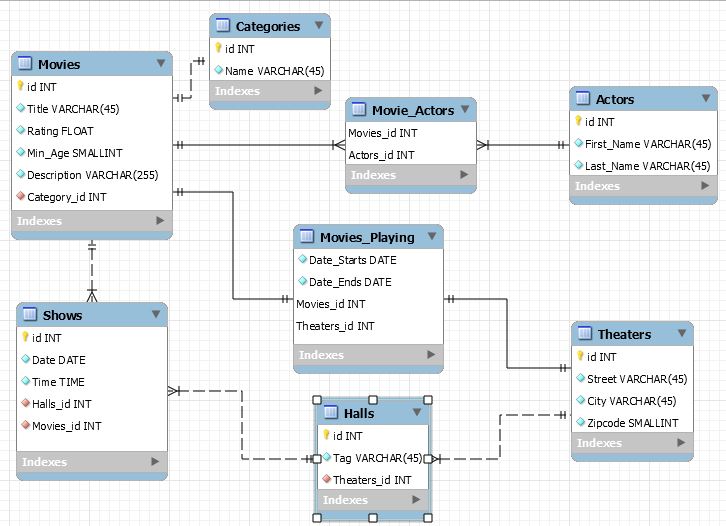 Categories
id INT
Name VARCHAR(45)
Indexes
Movies
id INT
Title VARCHAR(45)
Rating FLOAT
Min_Age SMALLINT
Description VARCHAR(255)
Category_id INT
Indexes
Movie_Actors
Movies_id INT
Actors_id INT
Indexes
Actors
id INT
First_Name VARCHAR(45)
Last_Name VARCHAR(45)
Indexes
Movies_Playing
Date_Starts DATE
Date_Ends DATE
Movies_id INT
Theaters_id INT
Indexes
Shows
id INT
Date DATE
Time TIME
Halls_id INT
Movies_id INT
Indexes
Theaters
id INT
Street VARCHAR(45)
City VARCHAR(45)
Zipcode SMALLINT
Indexes
Halls
id INT
Tag VARCHAR(45)
Theaters_id INT
Indexes